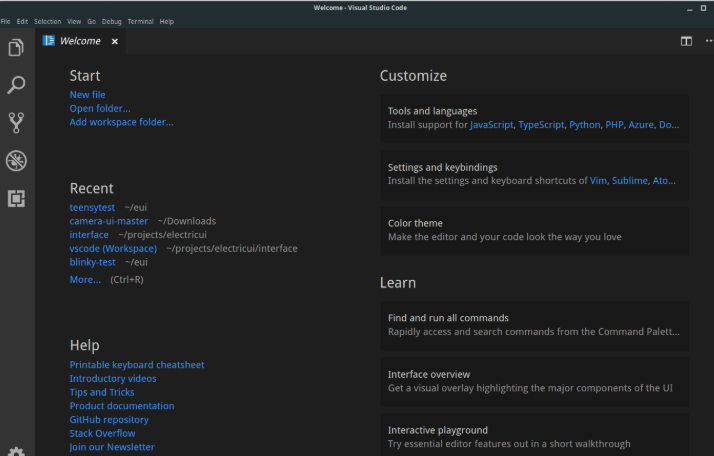 Welcome - Visual Studio Code
File Edit Selection View Go Debug Terminal Help
Welcome
Start
New file
Open folder...
Add workspace folder...
Recent
teensytest ~/eui
camera-ui-master ~/Downloads
interface ~/projects/electricui
vscode (Workspace) ~/projects/electricui/interface
blinky-test ~/eui
More... (Ctrl+R)
Help
Printable keyboard cheatsheet
Introductory videos
Tips and Tricks
Product documentation
GitHub repository
Stack Overflow
Join our Newsletter
Customize
Tools and languages
Install support for JavaScript, TypeScript, Python, PHP, Azure, Do...
Settings and keybindings
Install the settings and keyboard shortcuts of Vim, Sublime, Ato...
Color theme
Make the editor and your code look the way you love
Learn
Find and run all commands
Rapidly access and search commands from the Command Palett...
Interface overview
Get a visual overlay highlighting the major components of the UI
Interactive playground
Try essential editor features out in a short walkthrough